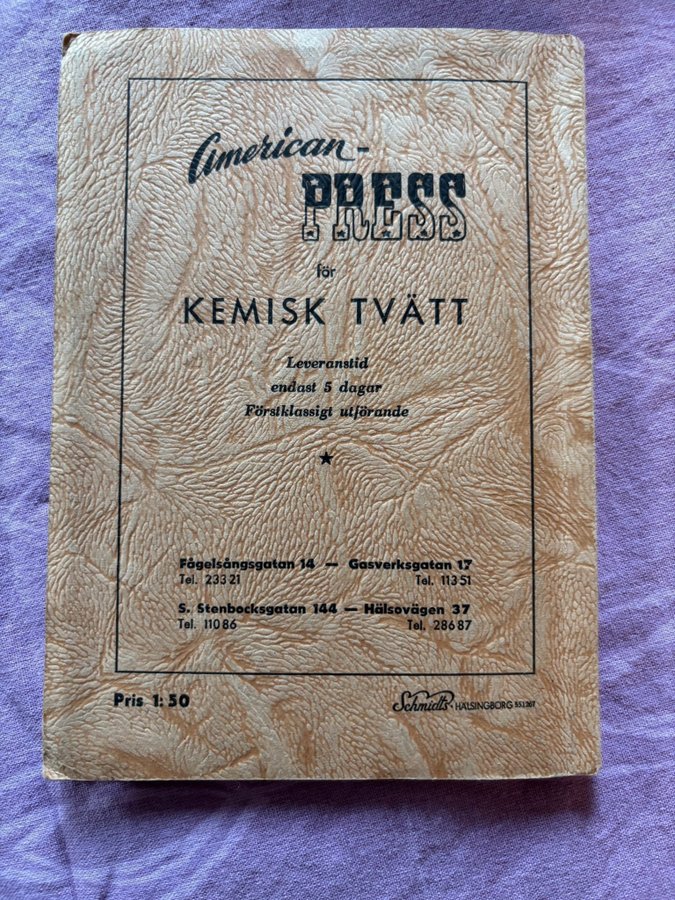 American-
PRESS
för
KEMISK TVÄTT
Leveranstid
endast 5 dagar
Förstklassigt utförande
Fågelsångsgatan 14 — Gasverksgatan 17
Tel. 233 21 Tel. 113 51
S. Stenbocksgatan 144 — Hälsovägen 37
Tel. 110 86 Tel. 286 87
Pris 1: 50 Schmidts· HÄLSINGBORG 551207